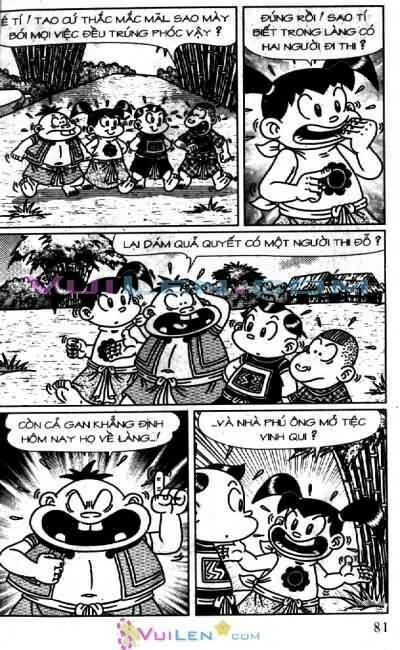 Ê TÍ! TAO CỨ THẮC MẮC MÃI, SAO MÀY
BÓI MỌI VIỆC ĐỀU TRÚNG PHÓC VẬY?
ĐÚNG RỒI! SAO TÍ
BIẾT TRONG LÀNG CÓ
HAI NGƯỜI ĐI THI?
LẠI DÁM QUẢ QUYẾT CÓ MỘT NGƯỜI THI ĐỖ?
VUILEN.COM
CÒN CẢ GAN KHẲNG ĐỊNH
HÔM NAY HỌ VỀ LÀNG...!
...VÀ NHÀ PHÚ ÔNG MỞ TIỆC
VINH QUI?
81
VUILEN.COM